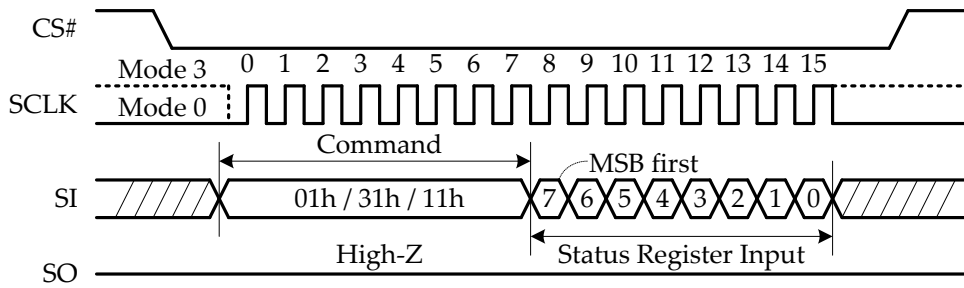 CS#
Mode 3 0 1 2 3 4 5 6 7 8 9 10 11 12 13 14 15
SCLK Mode 0
Command MSB first
SI 01h / 31h / 11h 7 6 5 4 3 2 1 0
High-Z Status Register Input
SO